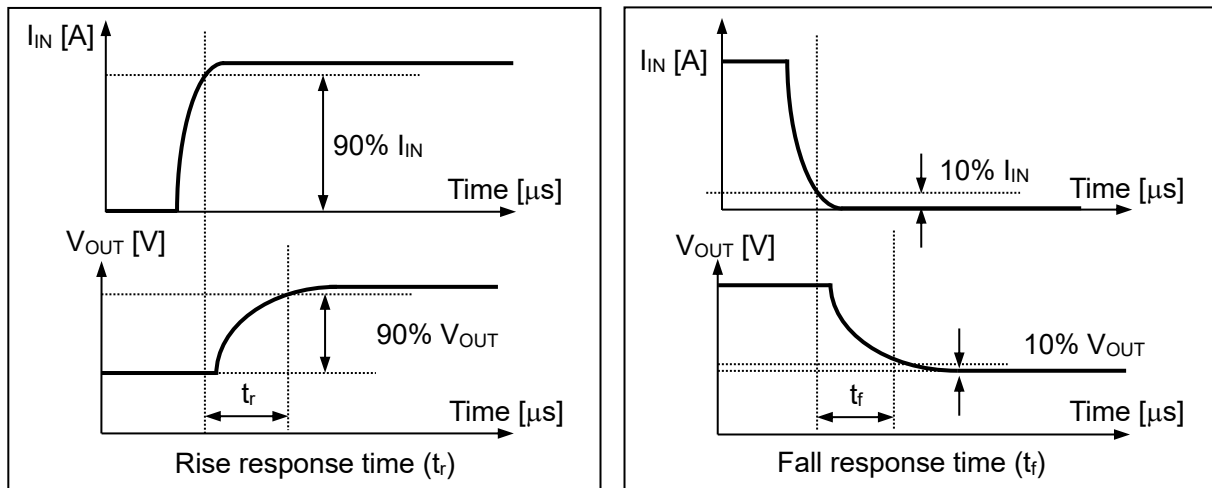 I_IN [A]
90% I_IN
Time [μs]
V_OUT [V]
90% V_OUT
t_r
Time [μs]
Rise response time (t_r)
I_IN [A]
10% I_IN
Time [μs]
V_OUT [V]
10% V_OUT
t_f
Time [μs]
Fall response time (t_f)